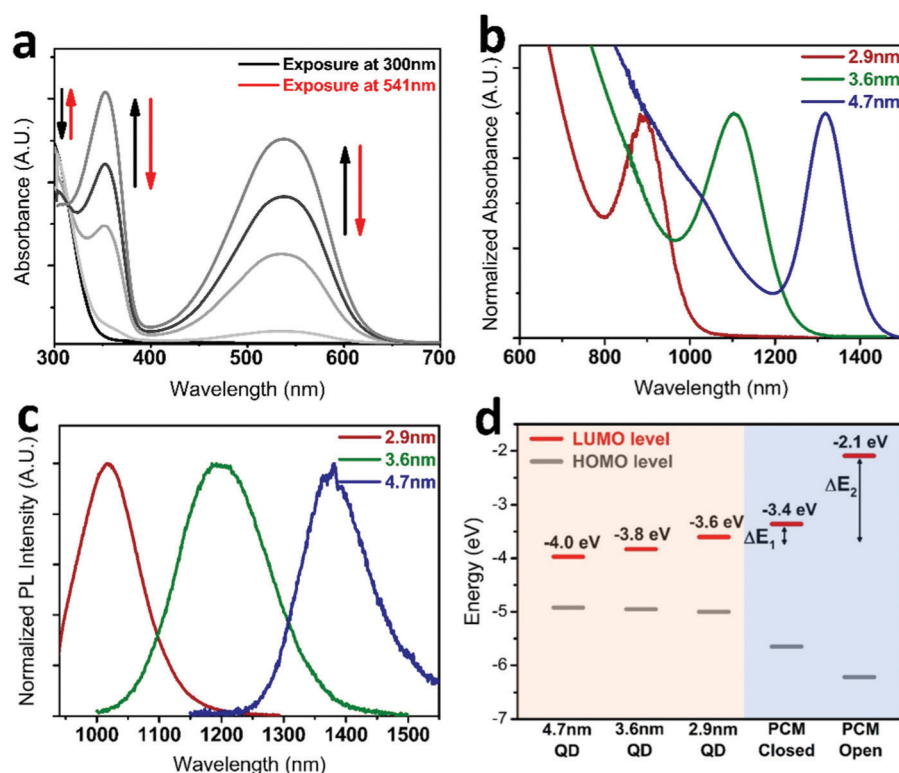 a
Exposure at 300nm
Exposure at 541nm
Absorbance (A.U.)
300 400 500 600 700
Wavelength (nm)
b
2.9nm
3.6nm
4.7nm
Normalized Absorbance (A.U.)
600 800 1000 1200 1400
Wavelength (nm)
c
2.9nm
3.6nm
4.7nm
Normalized PL Intensity (A.U.)
1000 1100 1200 1300 1400 1500
Wavelength (nm)
d
LUMO level
HOMO level
-2.1 eV
ΔE2
-3.4 eV
ΔE1
-3.6 eV
-3.8 eV
-4.0 eV
Energy (eV)
-2
-3
-4
-5
-6
-7
4.7nm 3.6nm 2.9nm PCM PCM
QD QD QD Closed Open